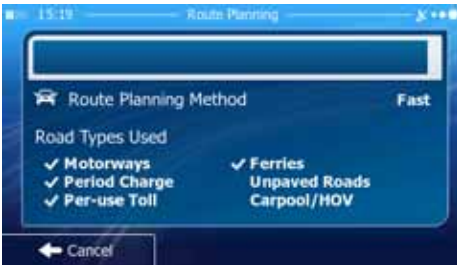 15:19 Route Planning
Route Planning Method Fast
Road Types Used
Motorways Ferries
Period Charge Unpaved Roads
Per-use Toll Carpool/HOV
Cancel